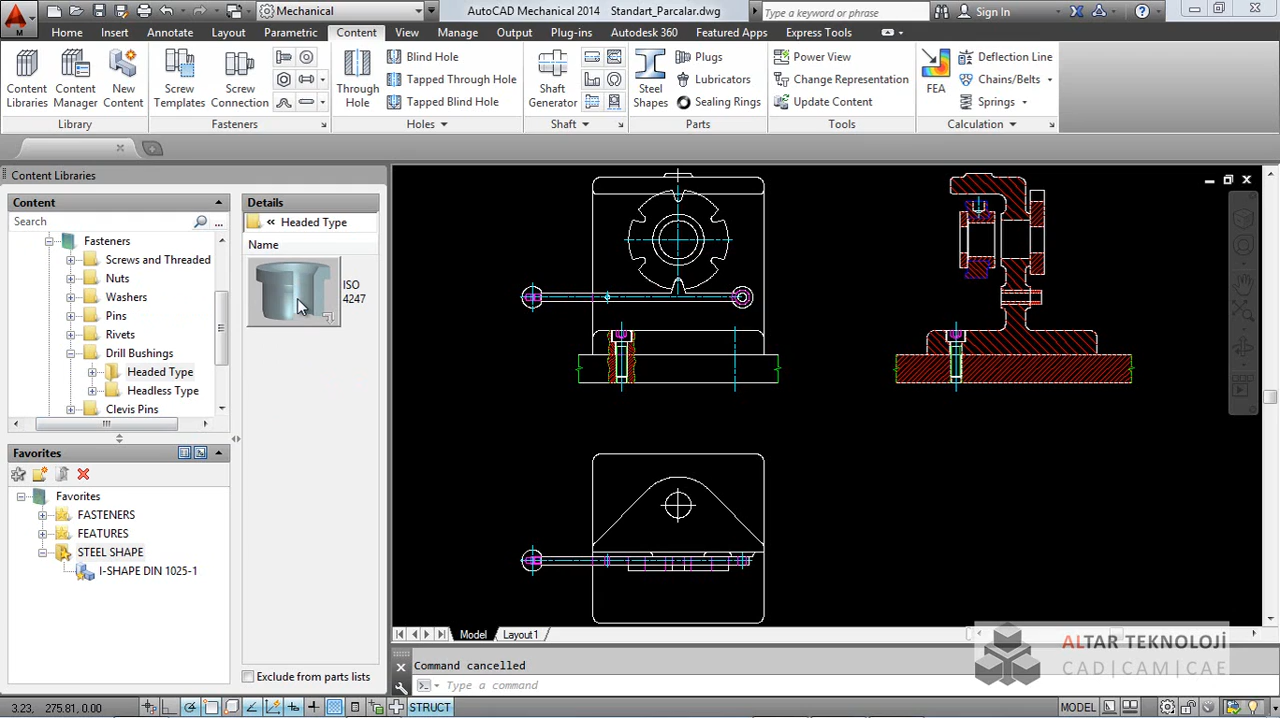 Mechanical
AutoCAD Mechanical 2014 Standart_Parcalar.dwg
Type a keyword or phrase
Sign In
M
Home Insert Annotate Layout Parametric Content View Manage Output Plug-ins Autodesk 360 Featured Apps Express Tools
Content Libraries
Content Manager
New Content
Library
Screw Templates
Screw Connection
Fasteners
Through Hole
Blind Hole
Tapped Through Hole
Tapped Blind Hole
Holes
Shaft Generator
Shaft
Steel Shapes
Plugs
Lubricators
Sealing Rings
Parts
Power View
Change Representation
Update Content
Tools
FEA
Deflection Line
Chains/Belts
Springs
Calculation
Content Libraries
Content
Search
...
Fasteners
Screws and Threaded
Nuts
Washers
Pins
Rivets
Drill Bushings
Headed Type
Headless Type
Clevis Pins
Details
Headed Type
Name
ISO
4247
Favorites
Favorites
FASTENERS
FEATURES
STEEL SHAPE
I-SHAPE DIN 1025-1
Exclude from parts lists
Model Layout1
Command cancelled
Type a command
ALTAR TEKNOLOJİ
CAD|CAM|CAE
3.23, 275.81, 0.00
STRUCT
MODEL